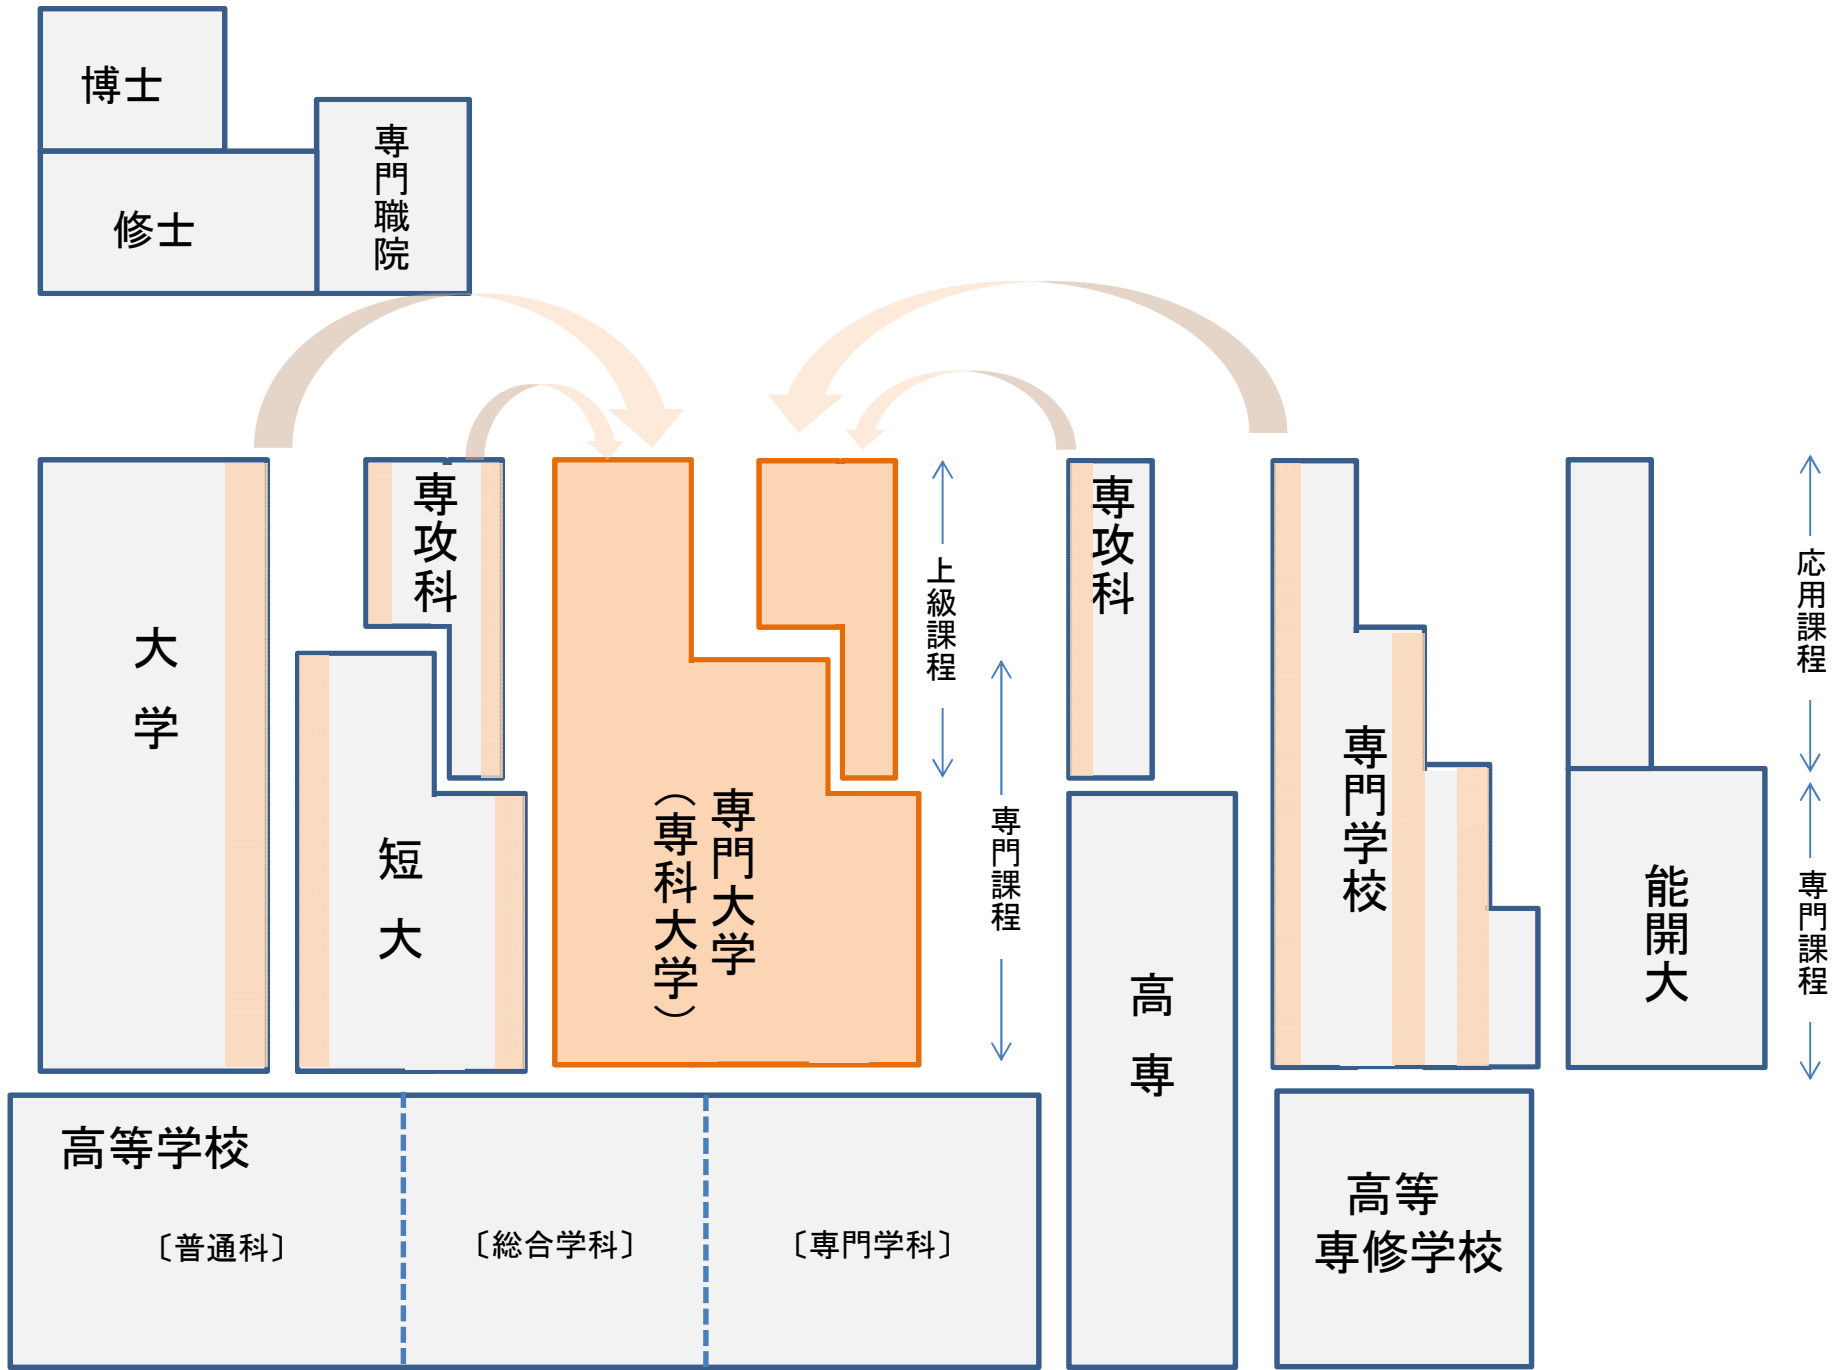 博士
修士
専門職院
大学
専攻科
短大
専門大学
（専科大学）
上級課程
専門課程
専攻科
高専
専門学校
能開大
応用課程
専門課程
高等学校
〔普通科〕
〔総合学科〕
〔専門学科〕
高等
専修学校